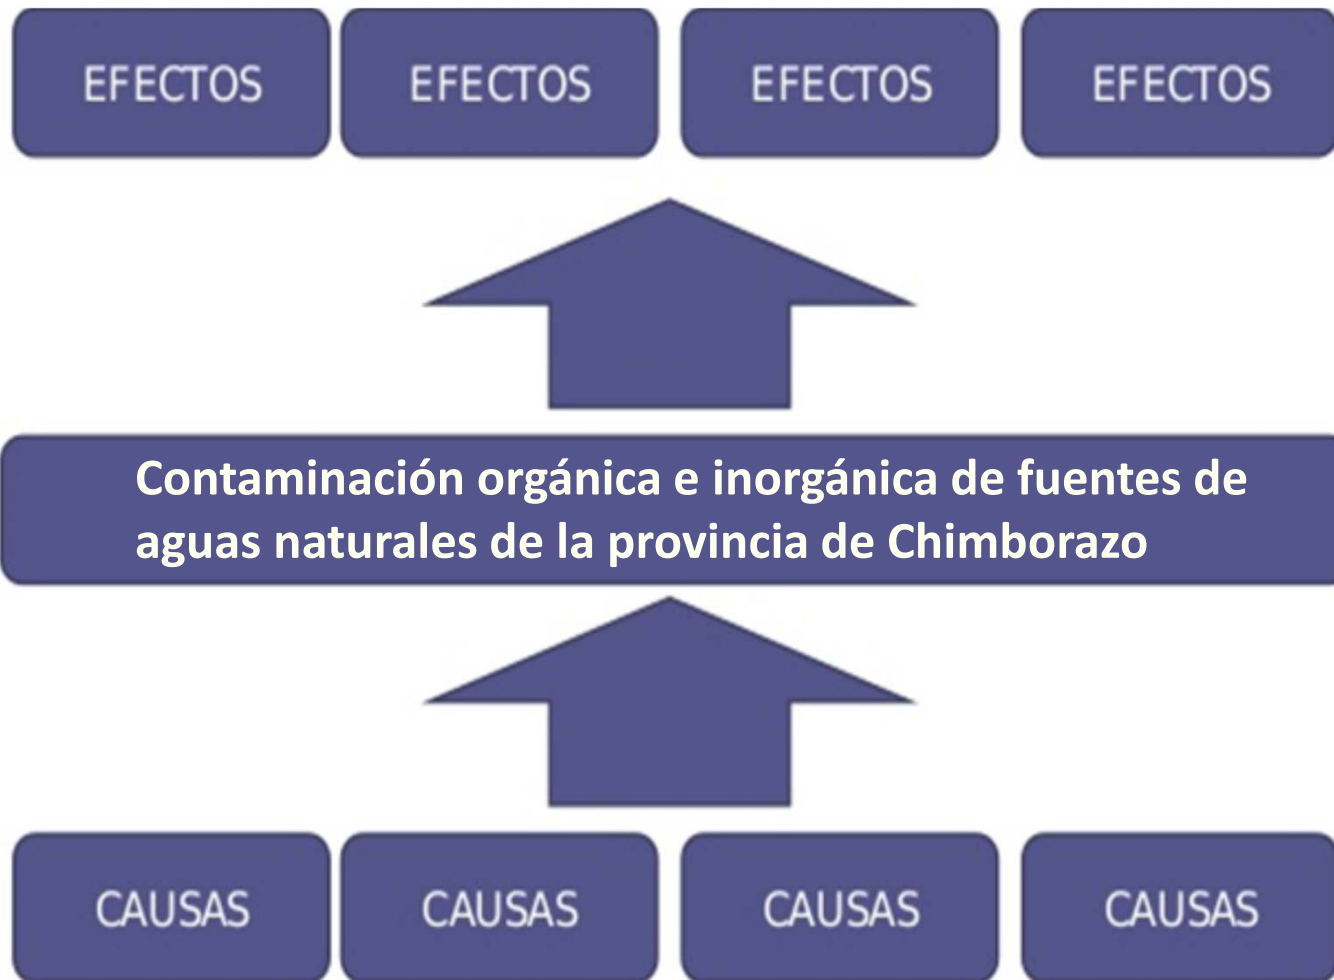 EFECTOS EFECTOS EFECTOS EFECTOS
Contaminación orgánica e inorgánica de fuentes de
aguas naturales de la provincia de Chimborazo
CAUSAS CAUSAS CAUSAS CAUSAS